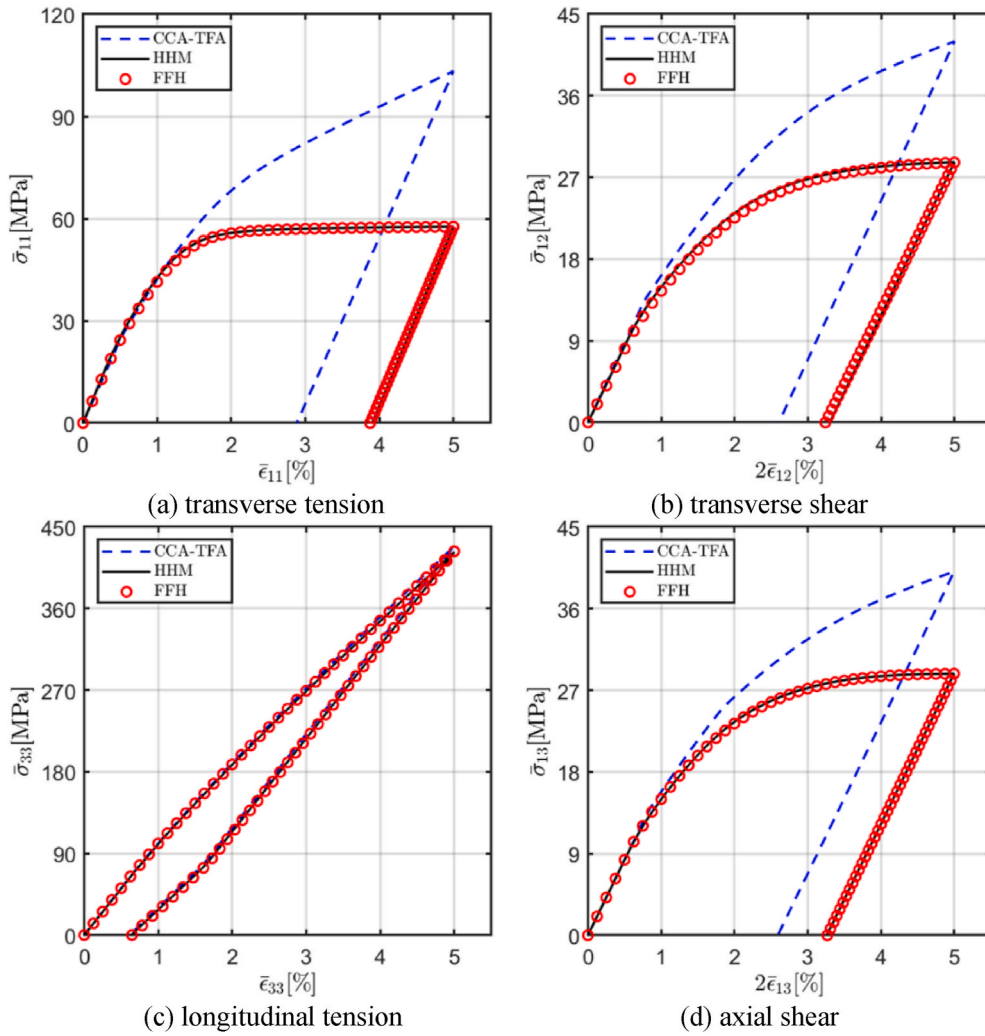 120
90
60
30
0
σ̄₁₁[MPa]
CCA-TFA
HHM
FFH
0 1 2 3 4 5
ϵ̄₁₁[%]
(a) transverse tension
45
36
27
18
9
0
σ̄₁₂[MPa]
CCA-TFA
HHM
FFH
0 1 2 3 4 5
2ϵ̄₁₂[%]
(b) transverse shear
450
360
270
180
90
0
σ̄₃₃[MPa]
CCA-TFA
HHM
FFH
0 1 2 3 4 5
ϵ̄₃₃[%]
(c) longitudinal tension
45
36
27
18
9
0
σ̄₁₃[MPa]
CCA-TFA
HHM
FFH
0 1 2 3 4 5
2ϵ̄₁₃[%]
(d) axial shear